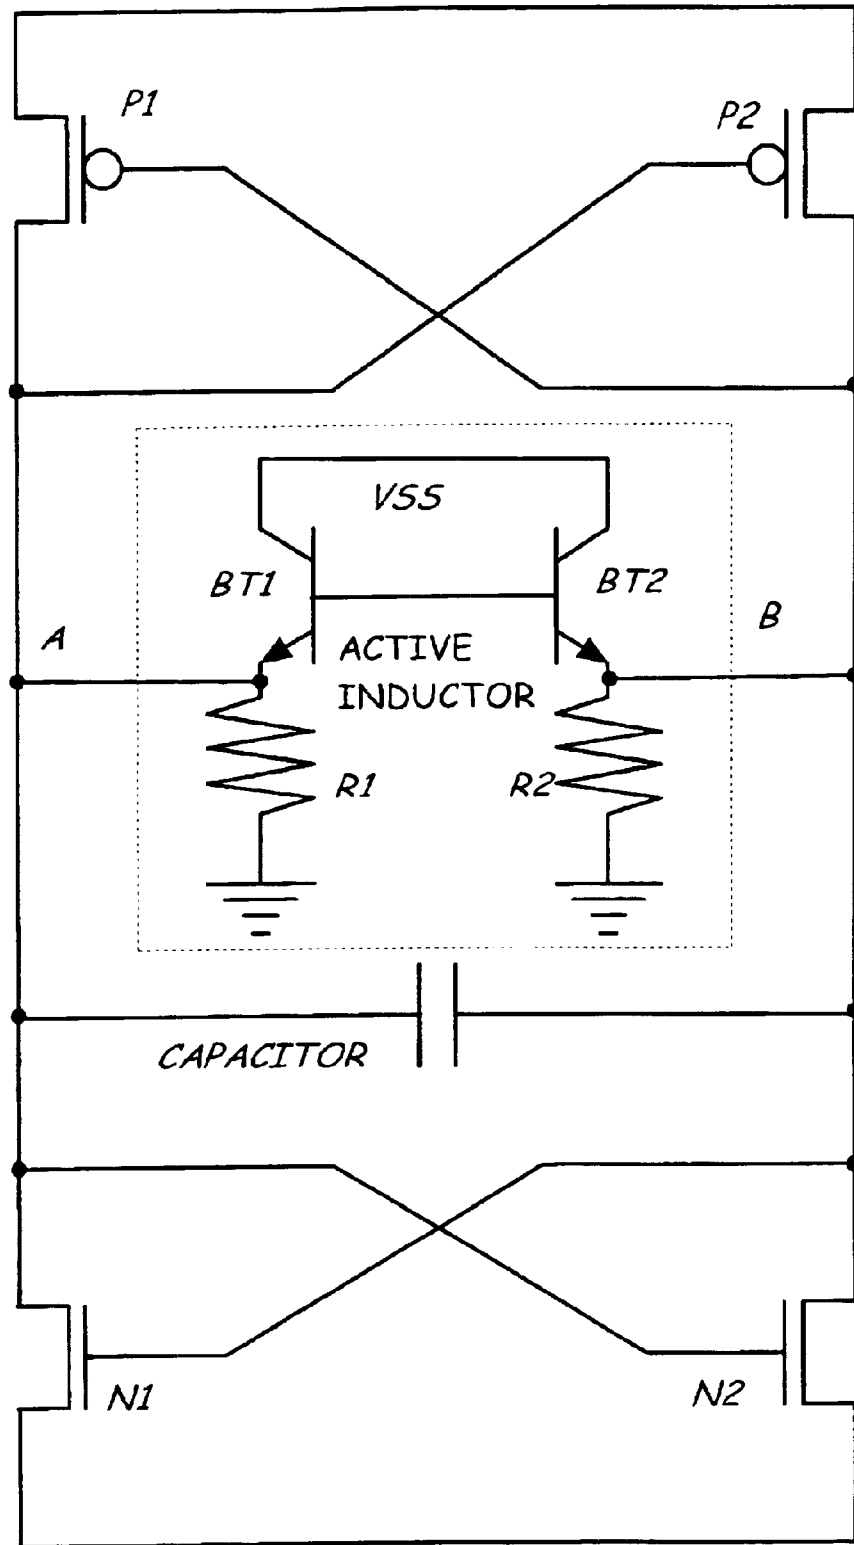 P1
P2
VSS
BT1
BT2
A
B
ACTIVE
INDUCTOR
R1
R2
CAPACITOR
N1
N2